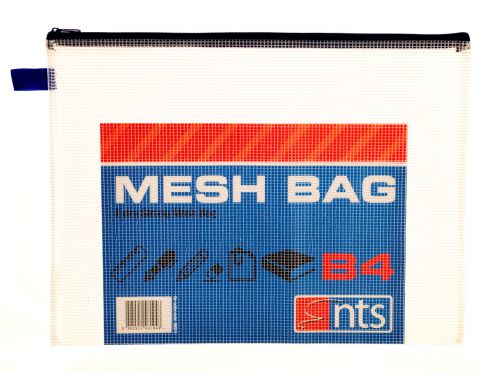 MESH BAG
Extra Strong Mesh Bag
B4
nts